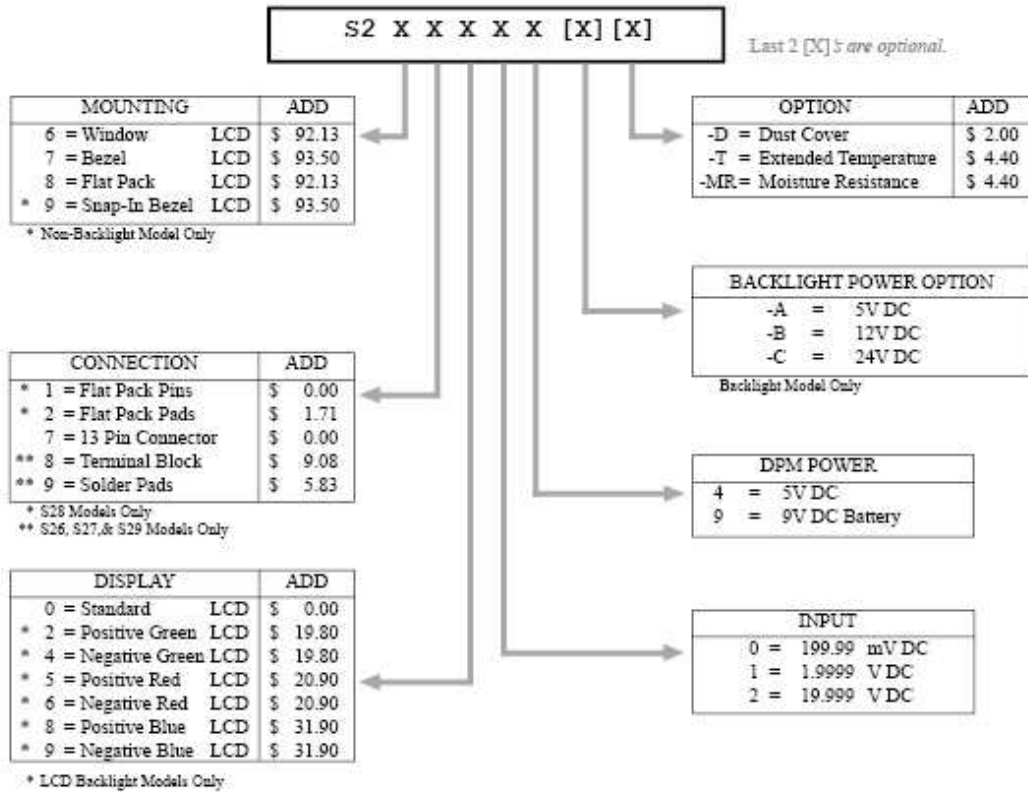 S2 X X X X X [X] [X]
Last 2 [X]'s are optional.
MOUNTING ADD
6 = Window LCD $ 92.13
7 = Bezel LCD $ 93.50
8 = Flat Pack LCD $ 92.13
* 9 = Snap-In Bezel LCD $ 93.50
* Non-Backlight Model Only
OPTION ADD
-D = Dust Cover $ 2.00
-T = Extended Temperature $ 4.40
-MR= Moisture Resistance $ 4.40
BACKLIGHT POWER OPTION
-A = 5V DC
-B = 12V DC
-C = 24V DC
Backlight Model Only
CONNECTION ADD
* 1 = Flat Pack Pins $ 0.00
* 2 = Flat Pack Pads $ 1.71
7 = 13 Pin Connector $ 0.00
** 8 = Terminal Block $ 9.08
** 9 = Solder Pads $ 5.83
* S28 Models Only
** S26, S27,& S29 Models Only
DPM POWER
4 = 5V DC
9 = 9V DC Battery
DISPLAY ADD
0 = Standard LCD $ 0.00
* 2 = Positive Green LCD $ 19.80
* 4 = Negative Green LCD $ 19.80
* 5 = Positive Red LCD $ 20.90
* 6 = Negative Red LCD $ 20.90
* 8 = Positive Blue LCD $ 31.90
* 9 = Negative Blue LCD $ 31.90
* LCD Backlight Models Only
INPUT
0 = 199.99 mV DC
1 = 1.9999 V DC
2 = 19.999 V DC